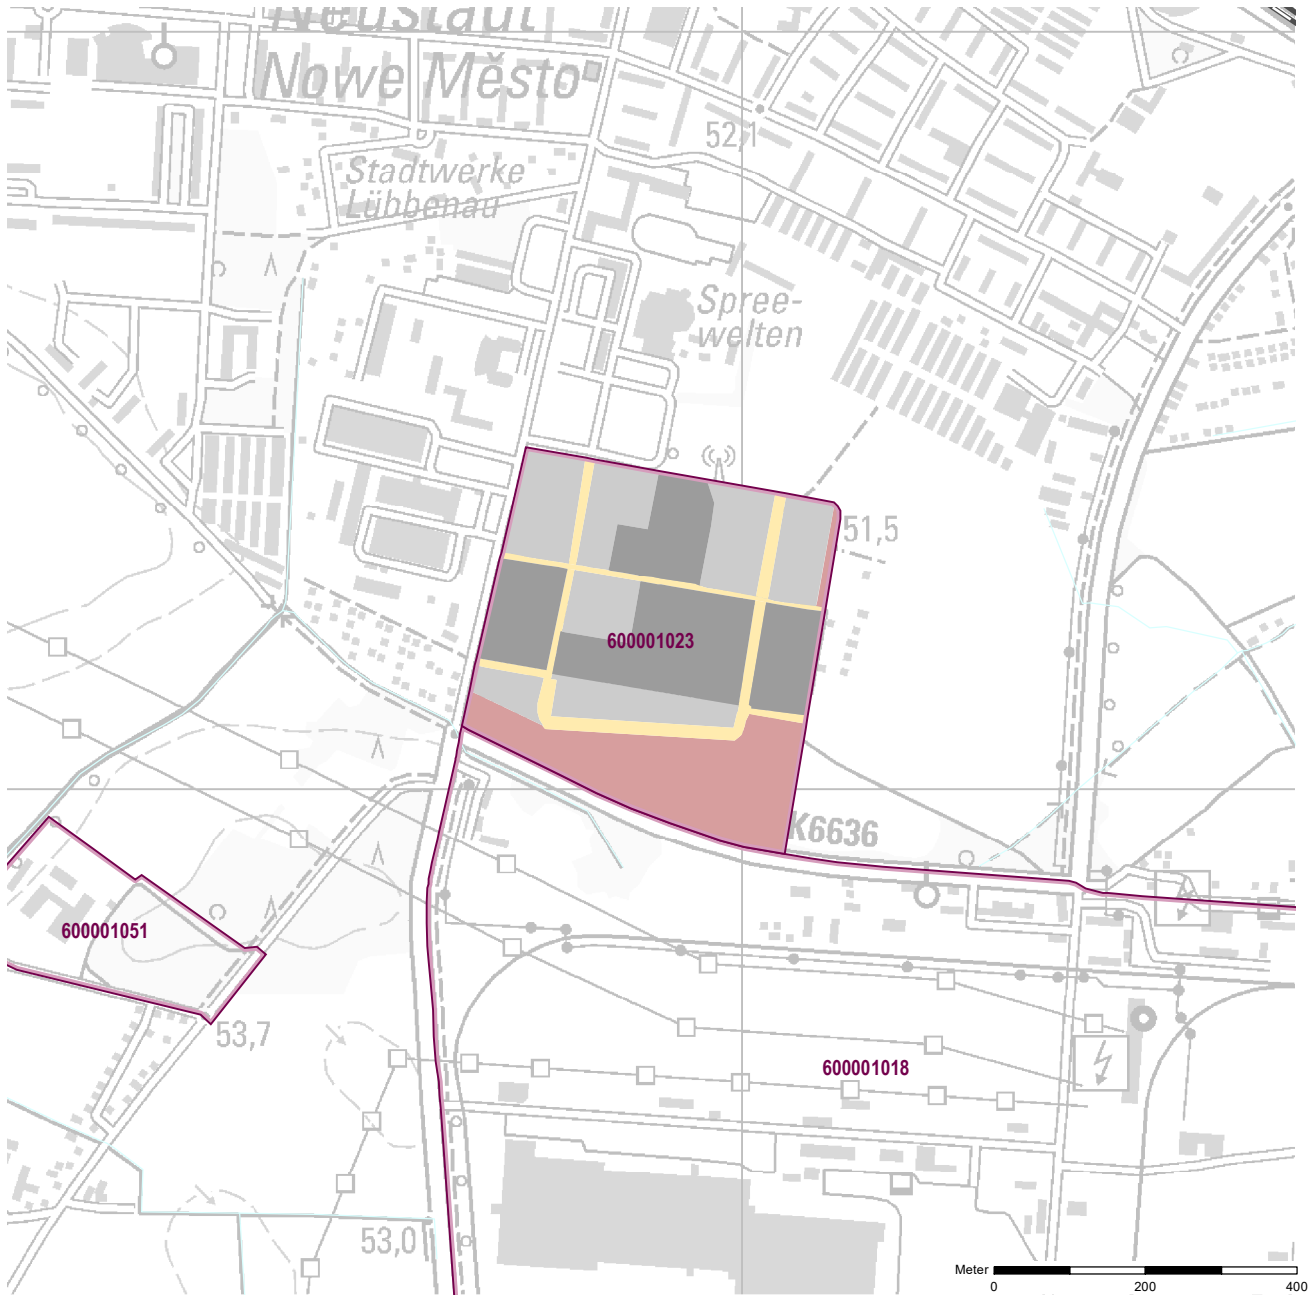 Neustadt
Nowe Město
52,1
Stadtwerke
Lübbenau
Spree-
welten
51,5
600001023
K6636
600001051
53,7
600001018
53,0
Meter
0 200 400